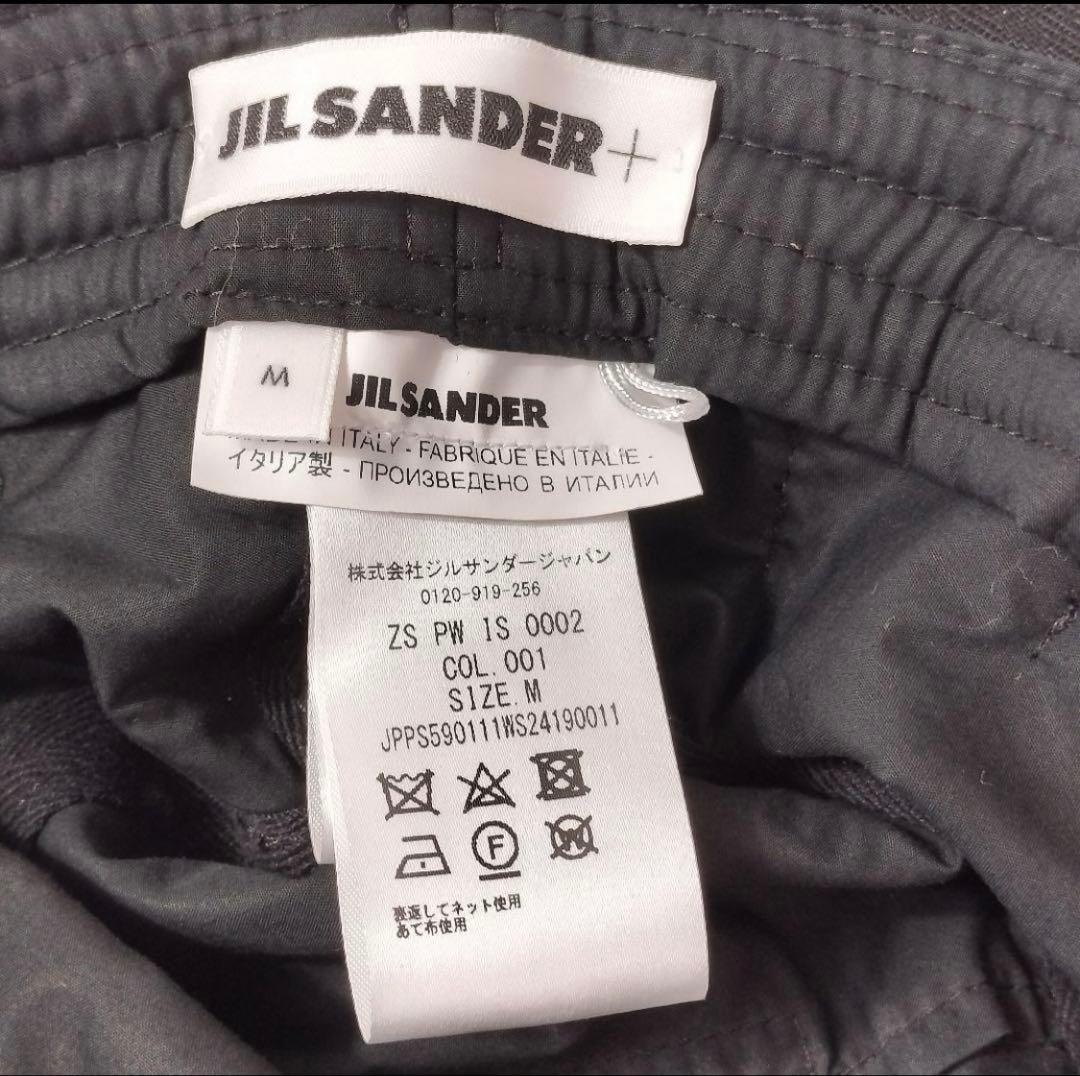 JIL SANDER+
M
JIL SANDER
MADE IN ITALY - FABRIQUE EN ITALIE -
イタリア製 - ПРОИЗВЕДЕНО В ИТАЛИИ
株式会社ジルサンダージャパン
0120-919-256
ZS PW IS 0002
COL.001
SIZE.M
JPPS590111WS24190011
F
W
裏返してネット使用
あて布使用